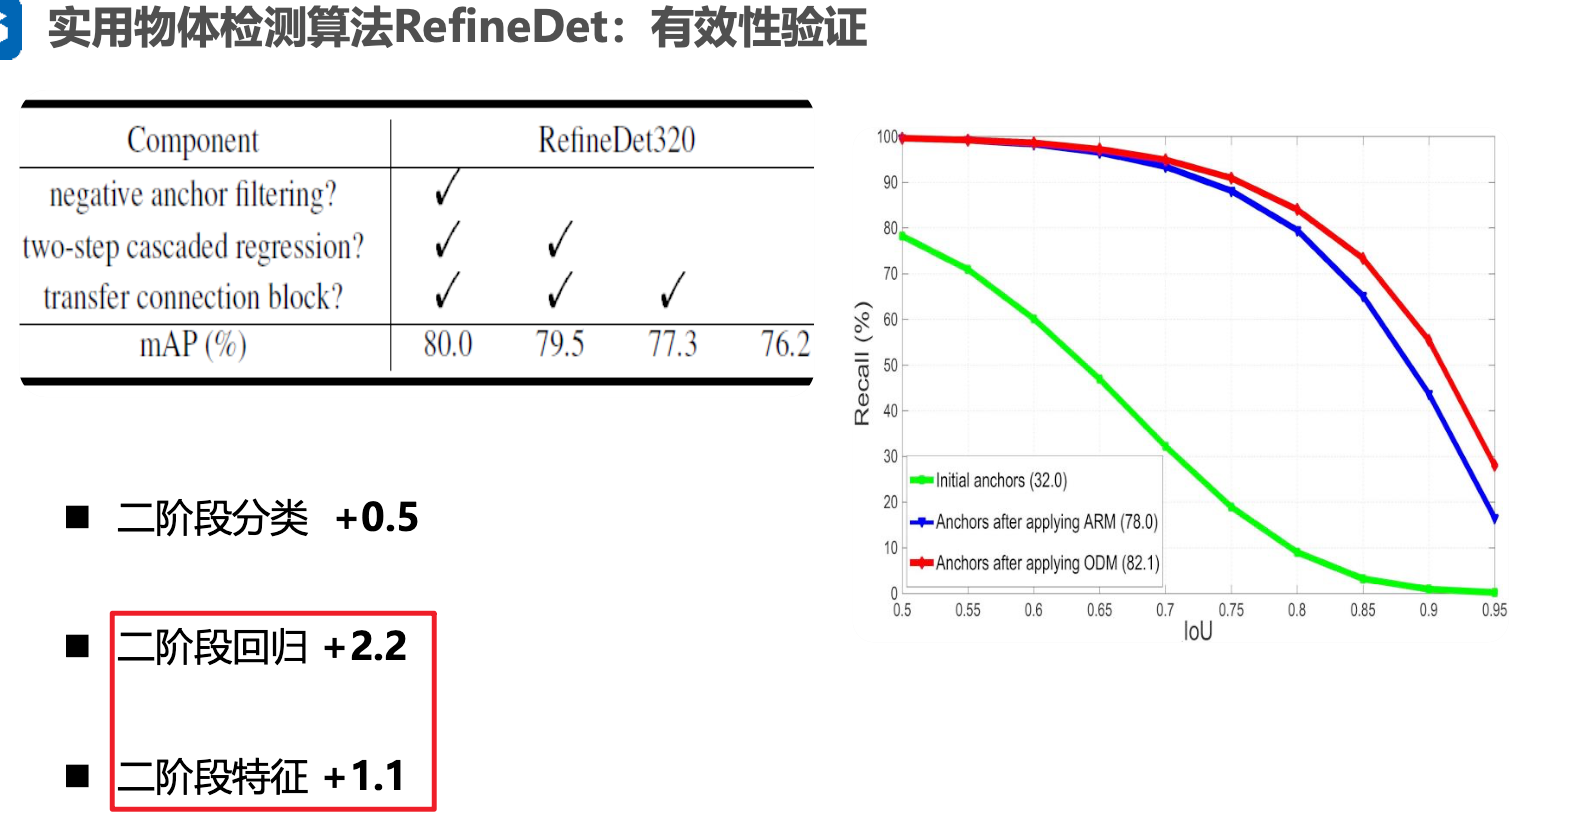 实用物体检测算法RefineDet：有效性验证
Component RefineDet320
negative anchor filtering? ✓
two-step cascaded regression? ✓ ✓
transfer connection block? ✓ ✓ ✓
mAP (%) 80.0 79.5 77.3 76.2
■ 二阶段分类 +0.5
■ 二阶段回归 +2.2
■ 二阶段特征 +1.1
Recall (%)
100
90
80
70
60
50
40
30
20
10
0
Initial anchors (32.0)
Anchors after applying ARM (78.0)
Anchors after applying ODM (82.1)
0.5 0.55 0.6 0.65 0.7 0.75 0.8 0.85 0.9 0.95
IoU